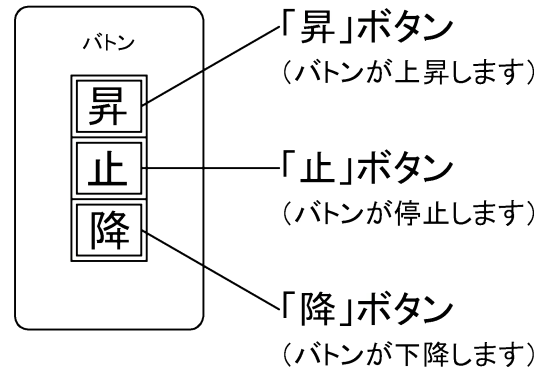 バトン
昇
止
降
「昇」ボタン
（バトンが上昇します）
「止」ボタン
（バトンが停止します）
「降」ボタン
（バトンが下降します）